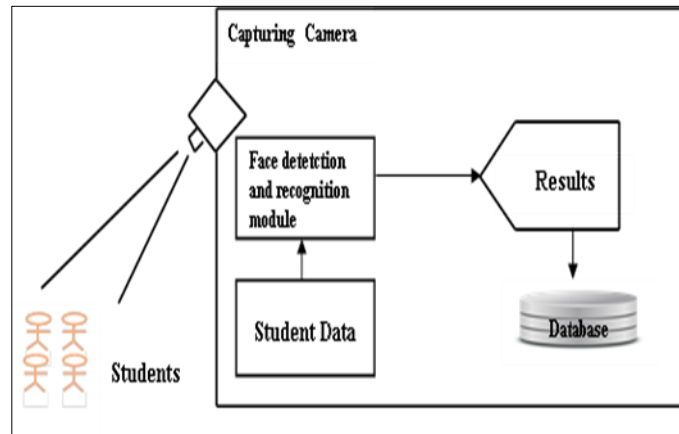 Capturing Camera
Face detetction
and recognition
module
Results
Student Data
Database
Students